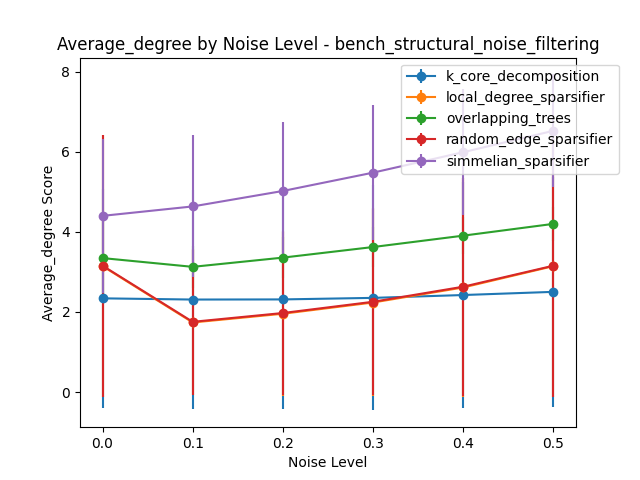 Average_degree by Noise Level - bench_structural_noise_filtering
k_core_decomposition
local_degree_sparsifier
overlapping_trees
random_edge_sparsifier
simmelian_sparsifier
Average_degree Score
8
6
4
2
0
0.0 0.1 0.2 0.3 0.4 0.5
Noise Level